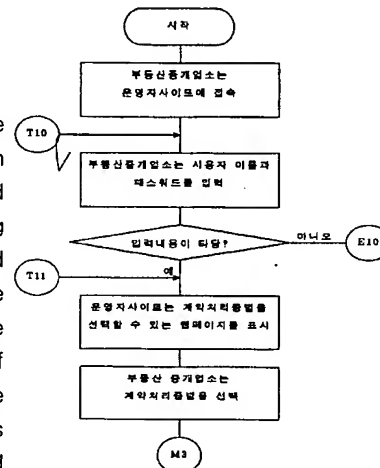 시작
부동산중개업소는
운영자사이트에 접속
T10
부동산중개업소는 사용자 이름과
패스워드를 입력
입력내용이 타당?
아니오
E10
예
T11
운영자사이트는 계약처리중법을
선택할 수 있는 웹페이지를 표시
부동산 중개업소는
계약처리중법을 선택
M3